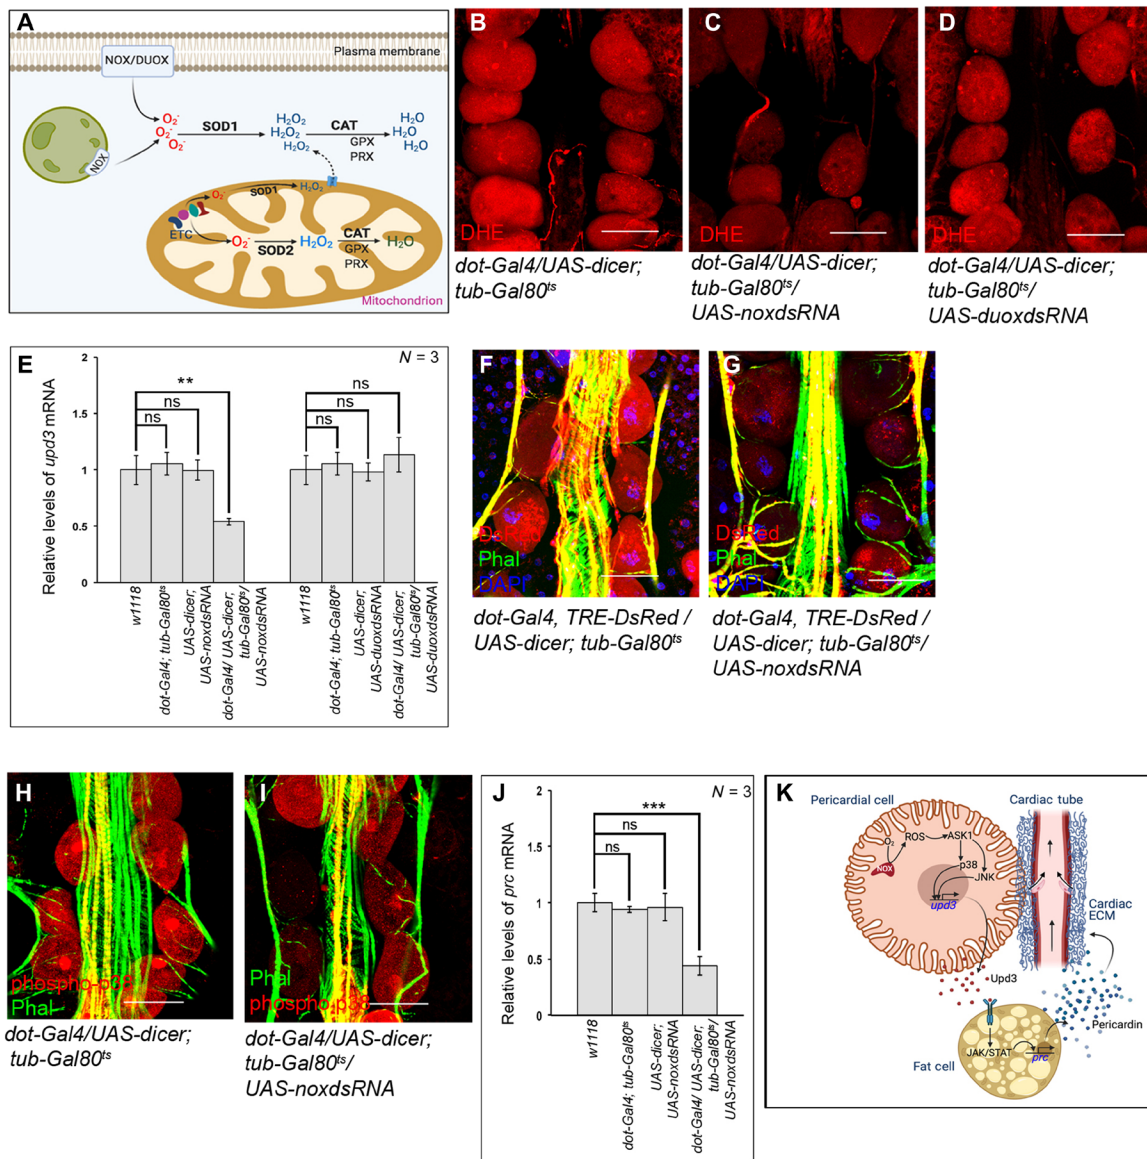 A
Plasma membrane
NOX/DUOX
O₂⁻
O₂⁻
O₂⁻
SOD1
H₂O₂
H₂O₂
H₂O₂
CAT
GPX
PRX
H₂O
H₂O
H₂O
NOX
O₂⁻
SOD1
H₂O₂
ETC
O₂⁻
SOD2
H₂O₂
CAT
GPX
PRX
H₂O
Mitochondrion
B
DHE
dot-Gal4/UAS-dicer;
tub-Gal80ᵗˢ
C
DHE
dot-Gal4/UAS-dicer;
tub-Gal80ᵗˢ/
UAS-noxdsRNA
D
DHE
dot-Gal4/UAS-dicer;
tub-Gal80ᵗˢ/
UAS-duoxdsRNA
E
N = 3
Relative levels of upd3 mRNA
2
1.5
1
0.5
0
**
ns
ns
ns
ns
ns
w1118
dot-Gal4; tub-Gal80ᵗˢ
UAS-dicer;
UAS-noxdsRNA
dot-Gal4/ UAS-dicer;
tub-Gal80ᵗˢ/
UAS-noxdsRNA
w1118
dot-Gal4; tub-Gal80ᵗˢ
UAS-dicer;
UAS-duoxdsRNA
dot-Gal4/ UAS-dicer;
tub-Gal80ᵗˢ/
UAS-duoxdsRNA
F
DsRed
Phal
DAPI
dot-Gal4, TRE-DsRed /
UAS-dicer; tub-Gal80ᵗˢ
G
DsRed
Phal
DAPI
dot-Gal4, TRE-DsRed /
UAS-dicer; tub-Gal80ᵗˢ/
UAS-noxdsRNA
H
phospho-p38
Phal
dot-Gal4/UAS-dicer;
tub-Gal80ᵗˢ
I
Phal
phospho-p38
dot-Gal4/UAS-dicer;
tub-Gal80ᵗˢ/
UAS-noxdsRNA
J
N = 3
Relative levels of prc mRNA
2
1.5
1
0.5
0
***
ns
ns
w1118
dot-Gal4; tub-Gal80ᵗˢ
UAS-dicer;
UAS-noxdsRNA
dot-Gal4/ UAS-dicer;
tub-Gal80ᵗˢ/
UAS-noxdsRNA
K
Pericardial cell
Cardiac tube
O₂
ROS
ASK1
NOX
p38
JNK
upd3
Cardiac
ECM
Upd3
Pericardin
JAK/STAT
prc
Fat cell